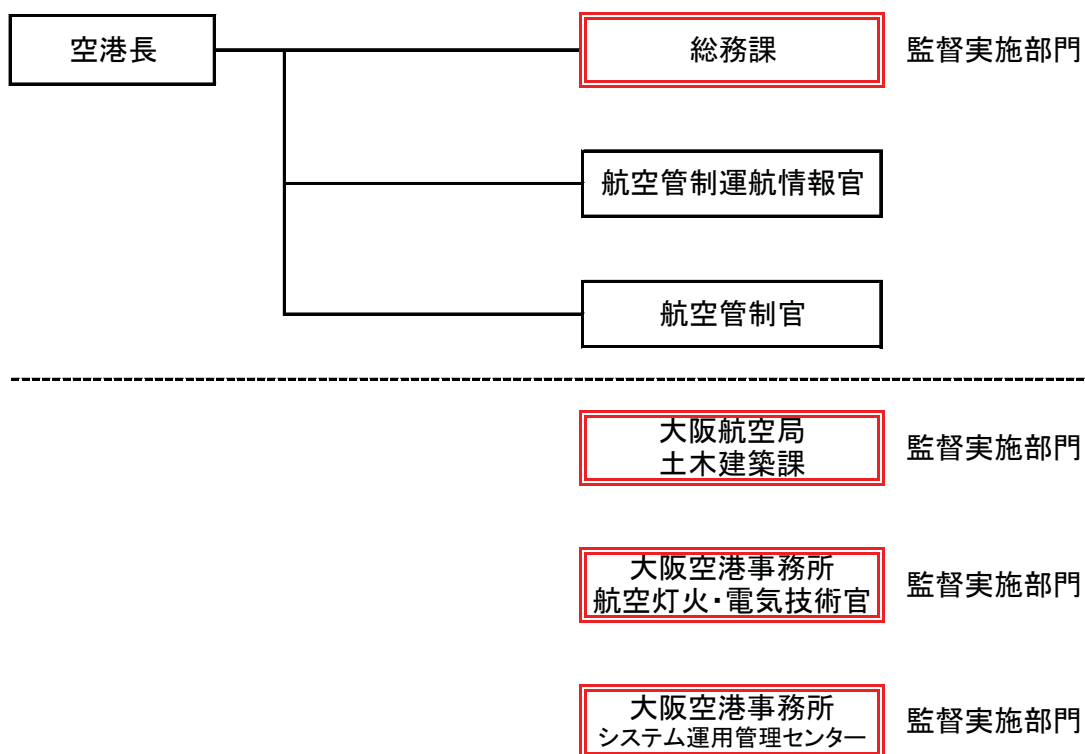 空港長
総務課
監督実施部門
航空管制運航情報官
航空管制官
大阪航空局
土木建築課
監督実施部門
大阪空港事務所
航空灯火・電気技術官
監督実施部門
大阪空港事務所
システム運用管理センター
監督実施部門